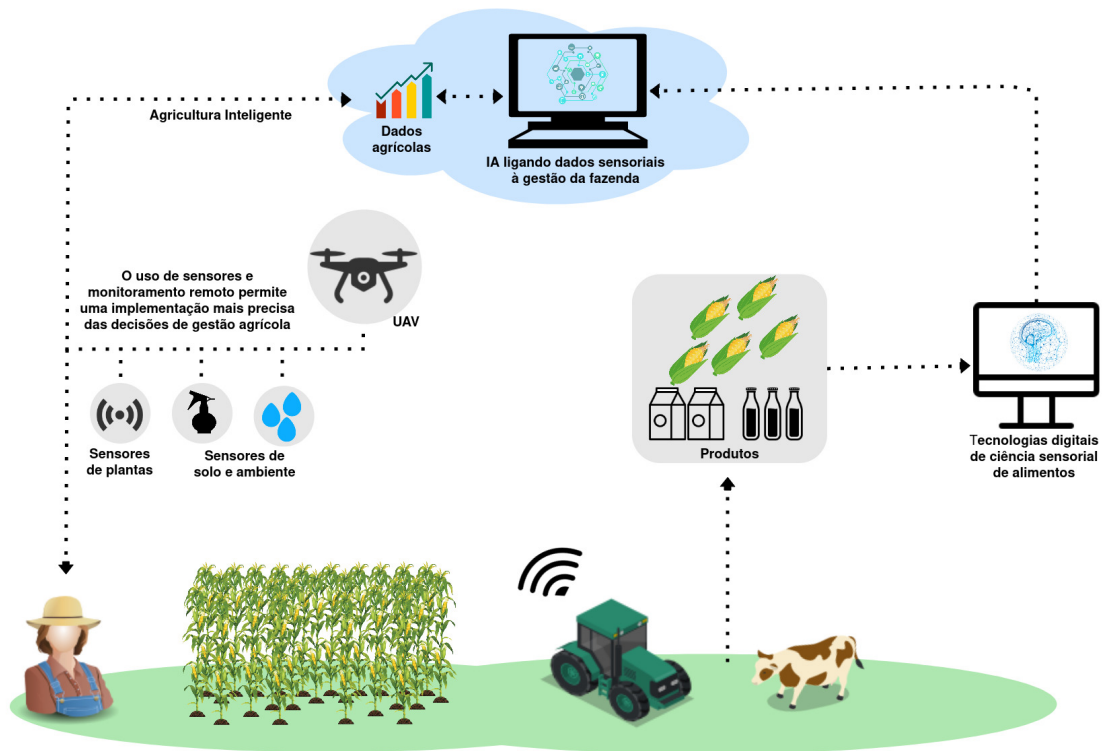 Agricultura Inteligente
Dados
agrícolas
IA ligando dados sensoriais
à gestão da fazenda
O uso de sensores e
monitoramento remoto permite
uma implementação mais precisa
das decisões de gestão agrícola
UAV
Sensores
de plantas
Sensores de
solo e ambiente
Produtos
Tecnologias digitais
de ciência sensorial
de alimentos